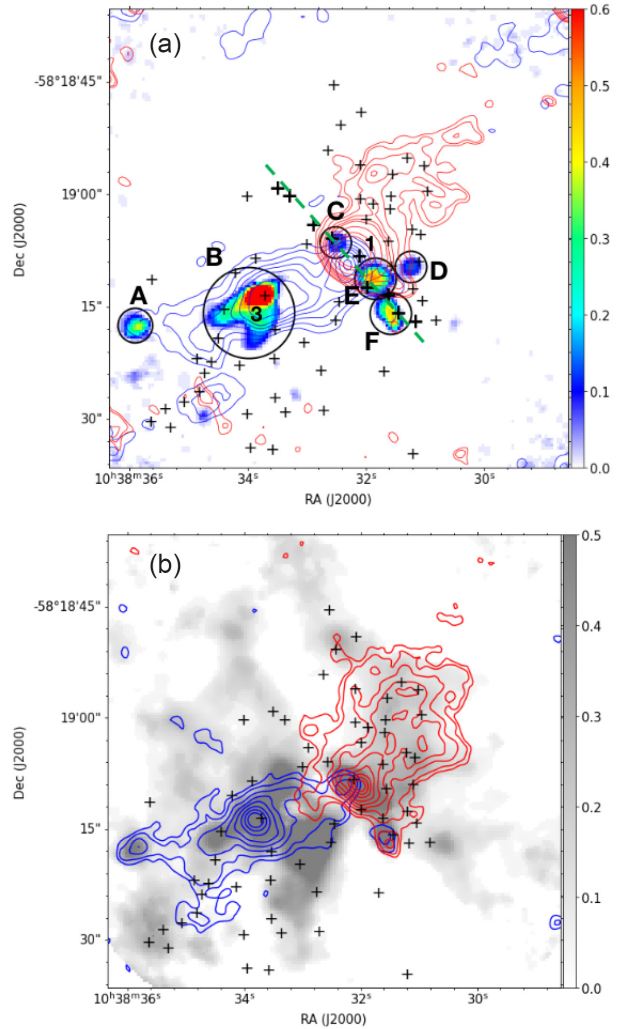 (a)
0.6
-58°18'45"
0.5
19'00"
C
0.4
B
1
D
0.3
A
E
3
15"
F
0.2
30"
0.1
0.0
10ʰ38ᵐ36ˢ
34ˢ
32ˢ
30ˢ
RA (J2000)
Dec (J2000)
(b)
0.5
-58°18'45"
0.4
19'00"
0.3
15"
0.2
30"
0.1
0.0
10ʰ38ᵐ36ˢ
34ˢ
32ˢ
30ˢ
RA (J2000)
Dec (J2000)